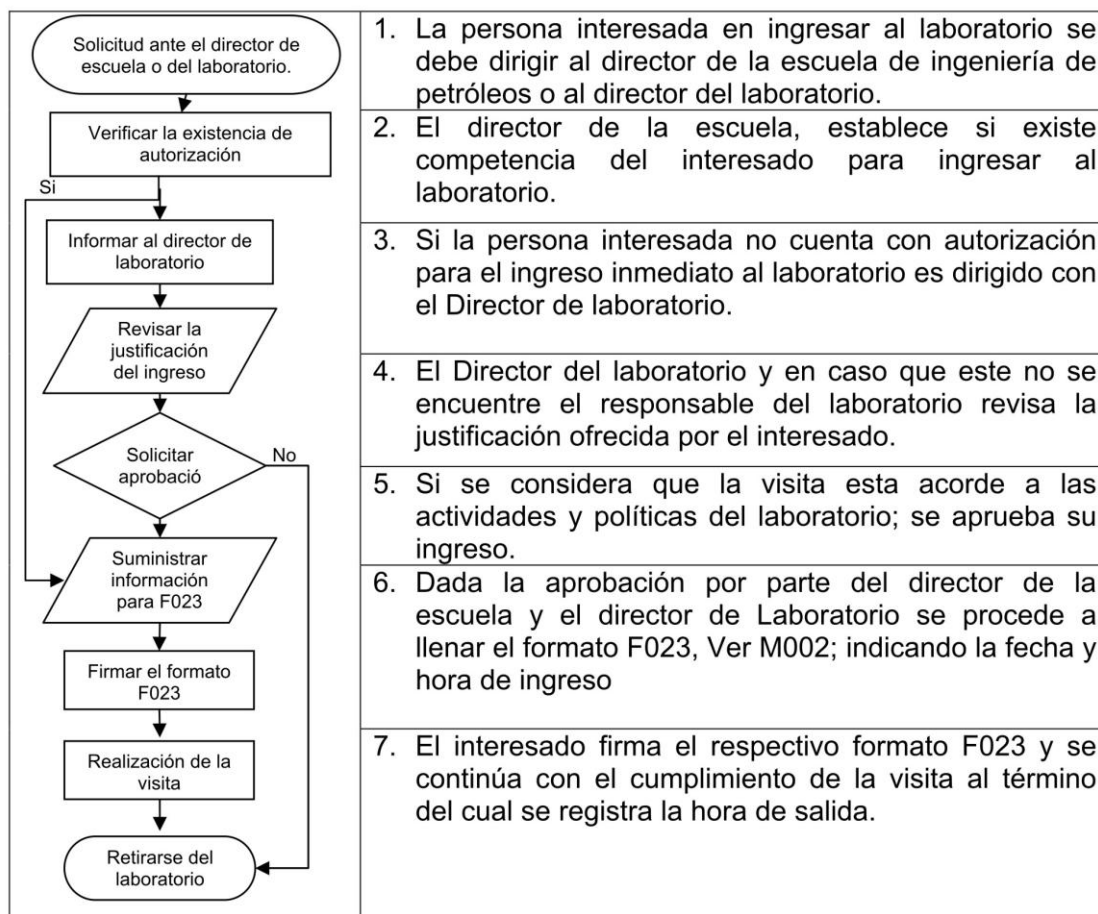 Solicitud ante el director de
escuela o del laboratorio.
Verificar la existencia de
autorización
Si
Informar al director de
laboratorio
Revisar la
justificación
del ingreso
Solicitar
aprobació
No
Suministrar
información
para F023
Firmar el formato
F023
Realización de la
visita
Retirarse del
laboratorio
1. La persona interesada en ingresar al laboratorio se
debe dirigir al director de la escuela de ingeniería de
petróleos o al director del laboratorio.
2. El director de la escuela, establece si existe
competencia del interesado para ingresar al
laboratorio.
3. Si la persona interesada no cuenta con autorización
para el ingreso inmediato al laboratorio es dirigido con
el Director de laboratorio.
4. El Director del laboratorio y en caso que este no se
encuentre el responsable del laboratorio revisa la
justificación ofrecida por el interesado.
5. Si se considera que la visita esta acorde a las
actividades y políticas del laboratorio; se aprueba su
ingreso.
6. Dada la aprobación por parte del director de la
escuela y el director de Laboratorio se procede a
llenar el formato F023, Ver M002; indicando la fecha y
hora de ingreso
7. El interesado firma el respectivo formato F023 y se
continúa con el cumplimiento de la visita al término
del cual se registra la hora de salida.